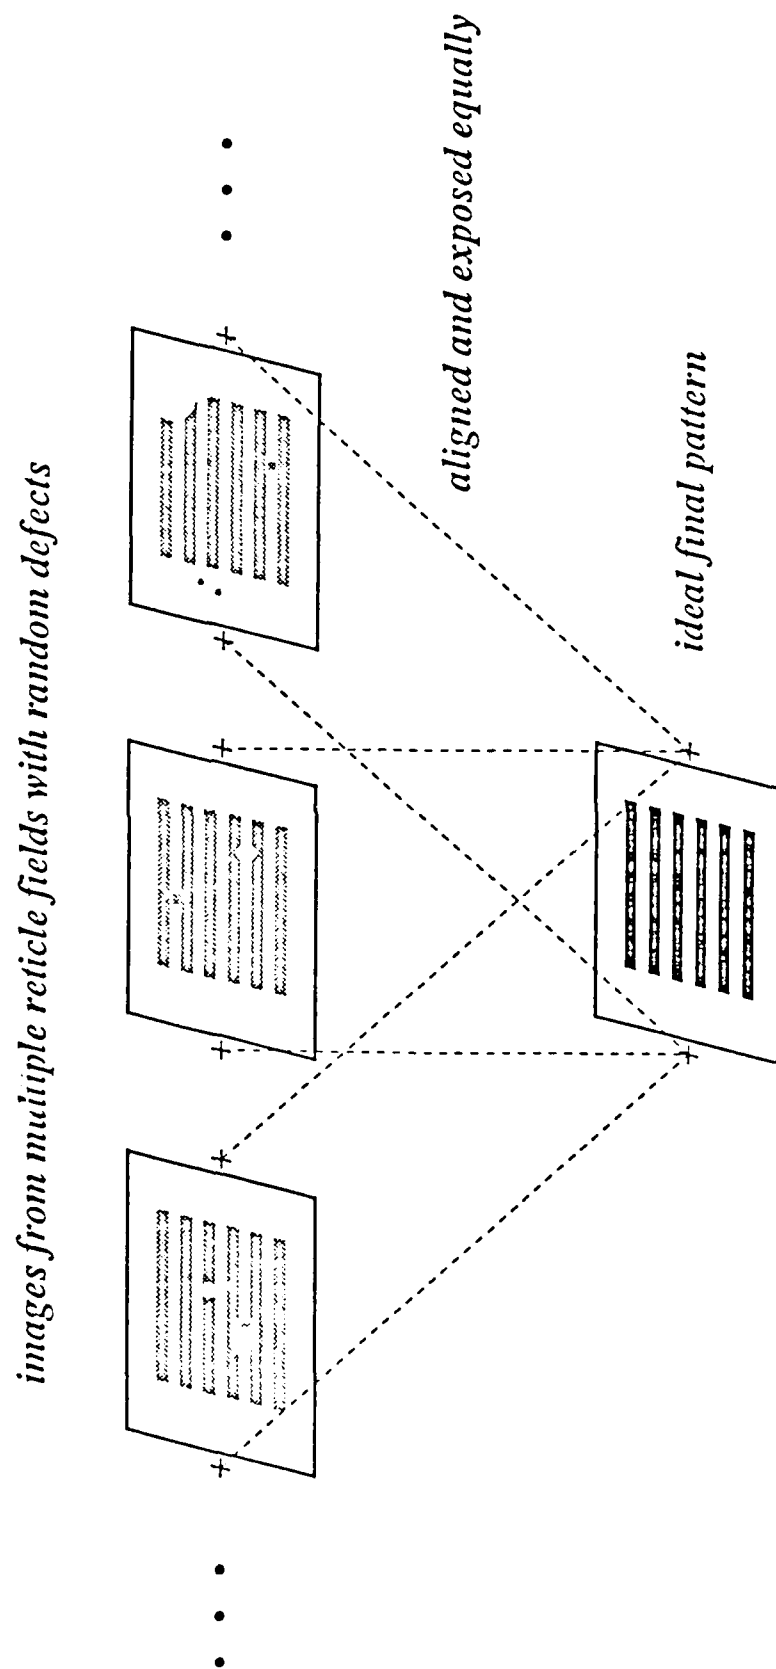 images from multiple reticle fields with random defects
aligned and exposed equally
ideal final pattern